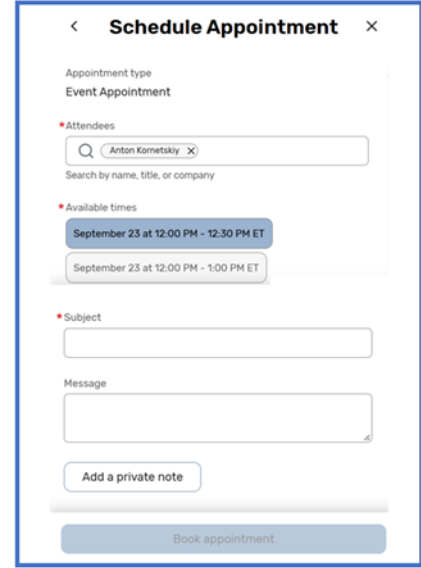 Schedule Appointment
Appointment type
Event Appointment
*Attendees
Anton Kornetskiy X
Search by name, title, or company
*Available times
September 23 at 12:00 PM - 12:30 PM ET
September 23 at 12:00 PM - 1:00 PM ET
*Subject
Message
Add a private note
Book appointment